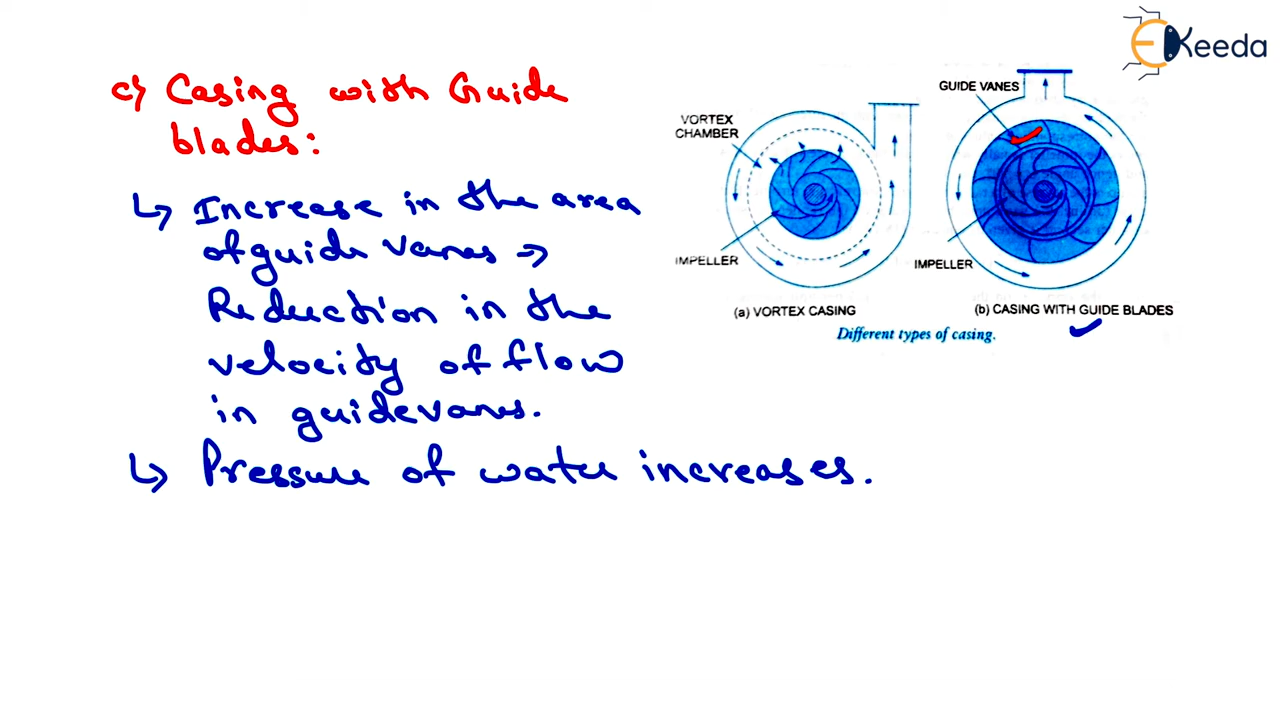 EKeeda
c) Casing with Guide
blades:
↳ Increase in the area
of guide vanes →
Reduction in the
velocity of flow
in guidevanes.
↳ Pressure of water increases.
VORTEX
CHAMBER
IMPELLER
(a) VORTEX CASING
GUIDE VANES
IMPELLER
(b) CASING WITH GUIDE BLADES
Different types of casing.